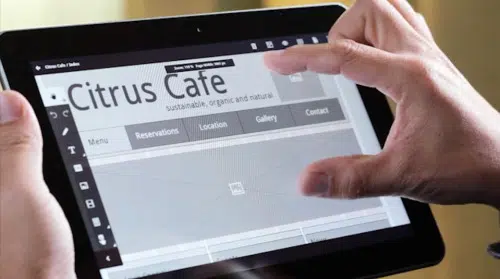 Citrus Cafe / Index
Citrus Cafe
sustainable, organic and natural
Menu
Reservations
Location
Gallery
Contact
T